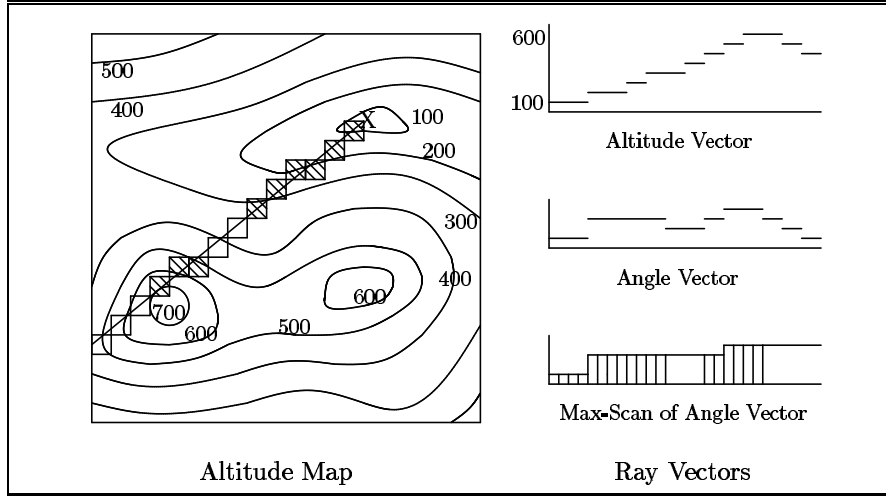 500
400
X
100
200
300
400
700
600
500
600
Altitude Map
600
100
Altitude Vector
Angle Vector
Max-Scan of Angle Vector
Ray Vectors